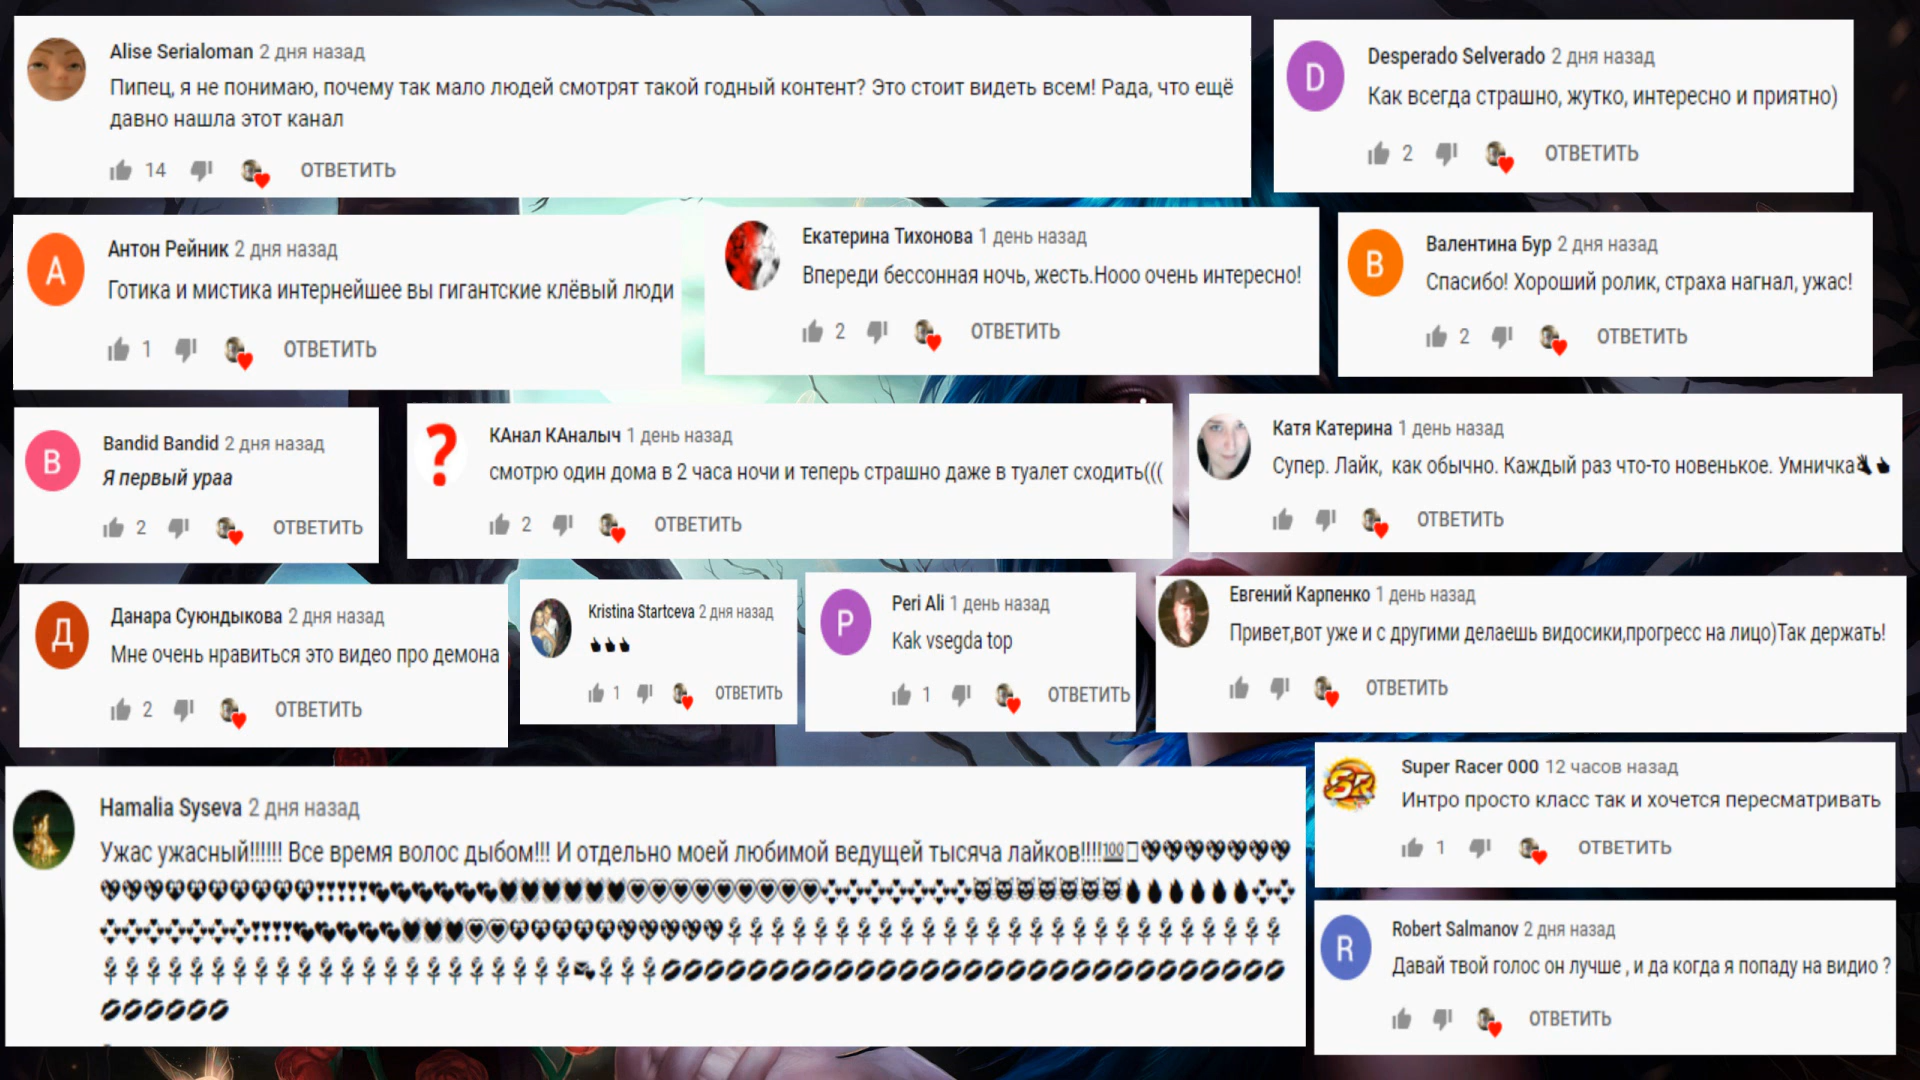 Alise Serialoman 2 дня назад
Пипец, я не понимаю, почему так мало людей смотрят такой годный контент? Это стоит видеть всем! Рада, что ещё
давно нашла этот канал
14 ОТВЕТИТЬ
Desperado Selverado 2 дня назад
D
Как всегда страшно, жутко, интересно и приятно)
2 ОТВЕТИТЬ
Антон Рейник 2 дня назад
А
Готика и мистика интернейшее вы гигантские клёвый люди
1 ОТВЕТИТЬ
Екатерина Тихонова 1 день назад
Впереди бессонная ночь, жесть.Нооо очень интересно!
2 ОТВЕТИТЬ
Валентина Бур 2 дня назад
В
Спасибо! Хороший ролик, страха нагнал, ужас!
2 ОТВЕТИТЬ
Bandid Bandid 2 дня назад
B
Я первый ураа
2 ОТВЕТИТЬ
?
КАнал КАналыч 1 день назад
смотрю один дома в 2 часа ночи и теперь страшно даже в туалет сходить(((
2 ОТВЕТИТЬ
Катя Катерина 1 день назад
Супер. Лайк, как обычно. Каждый раз что-то новенькое. Умничка
ОТВЕТИТЬ
Данара Суюндыкова 2 дня назад
Д
Мне очень нравиться это видео про демона
2 ОТВЕТИТЬ
Kristina Startceva 2 дня назад
1 ОТВЕТИТЬ
Peri Ali 1 день назад
P
Kak vsegda top
1 ОТВЕТИТЬ
Евгений Карпенко 1 день назад
Привет,вот уже и с другими делаешь видосики,прогресс на лицо)Так держать!
ОТВЕТИТЬ
Hamalia Syseva 2 дня назад
Ужас ужасный!!!!!! Все время волос дыбом!!! И отдельно моей любимой ведущей тысяча лайков!!!!100
SR
Super Racer 000 12 часов назад
Интро просто класс так и хочется пересматривать
1 ОТВЕТИТЬ
Robert Salmanov 2 дня назад
R
Давай твой голос он лучше , и да когда я попаду на видио ?
ОТВЕТИТЬ